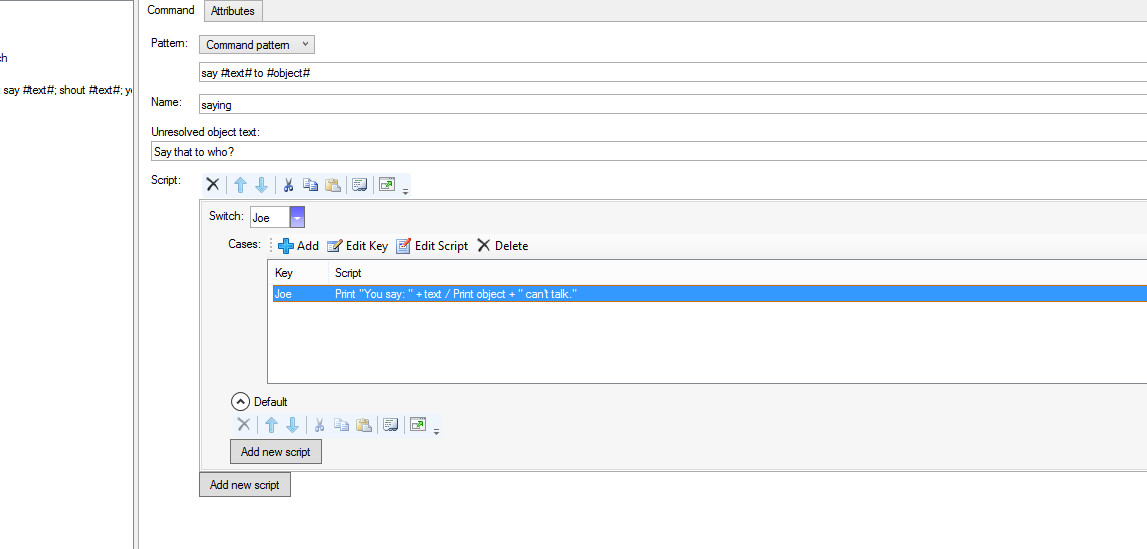 Command Attributes
Pattern: Command pattern
ch
say #text# to #object#
say #text#; shout #text#; y
Name: saying
Unresolved object text:
Say that to who?
Script:
Switch: Joe
Cases: Add Edit Key Edit Script Delete
Key Script
Joe Print "You say: " + text / Print object + " can't talk."
Default
Add new script
Add new script